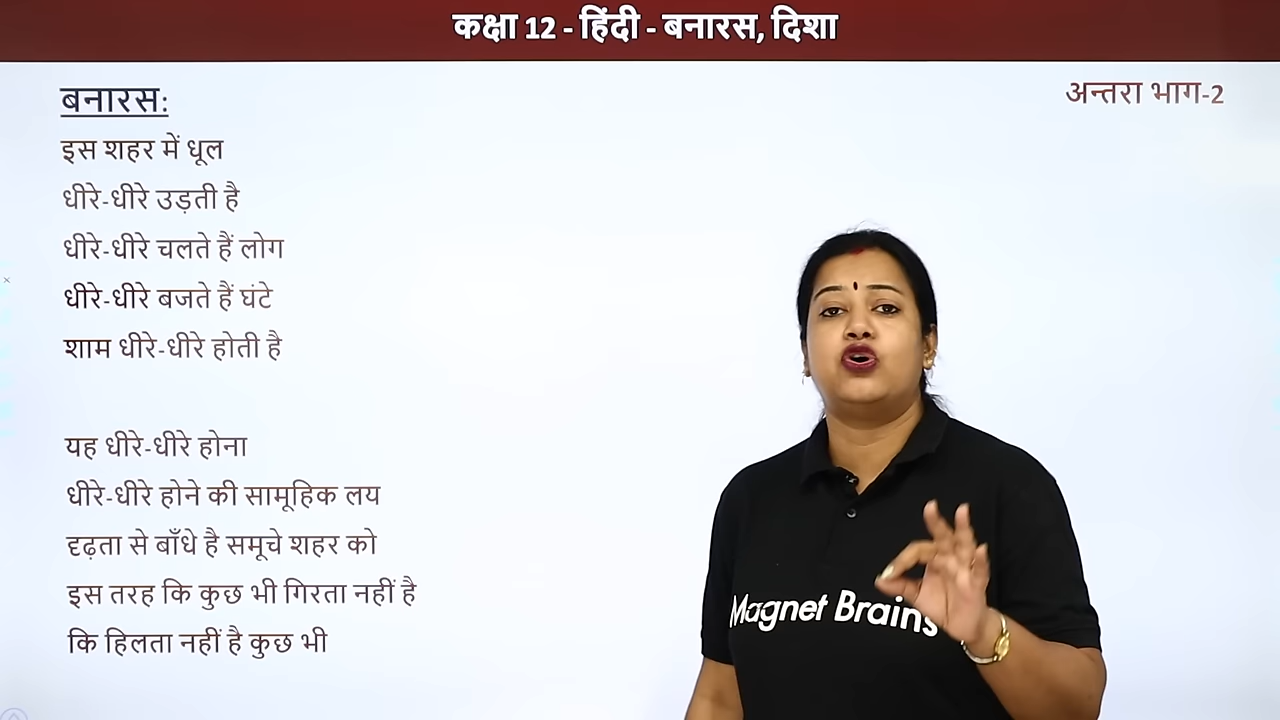 कक्षा 12 - हिंदी - बनारस, दिशा
बनारस:
अन्तरा भाग-2
इस शहर में धूल
धीरे-धीरे उड़ती है
धीरे-धीरे चलते हैं लोग
धीरे-धीरे बजते हैं घंटे
शाम धीरे-धीरे होती है
यह धीरे-धीरे होना
धीरे-धीरे होने की सामूहिक लय
दृढ़ता से बाँधे है समूचे शहर को
इस तरह कि कुछ भी गिरता नहीं है
कि हिलता नहीं है कुछ भी
Magnet Brains